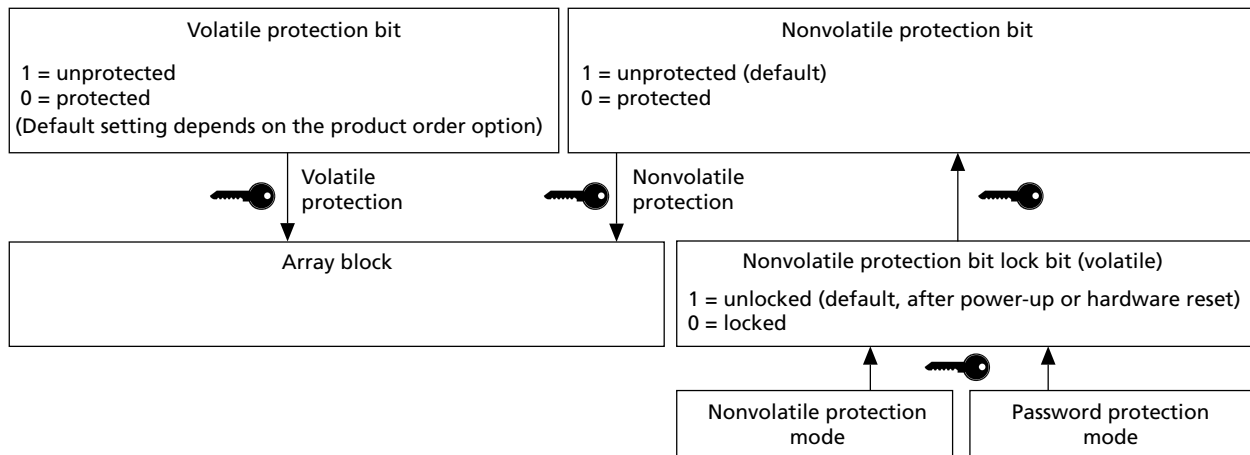 Volatile protection bit
1 = unprotected
0 = protected
(Default setting depends on the product order option)
Nonvolatile protection bit
1 = unprotected (default)
0 = protected
Volatile
protection
Nonvolatile
protection
Array block
Nonvolatile protection bit lock bit (volatile)
1 = unlocked (default, after power-up or hardware reset)
0 = locked
Nonvolatile protection
mode
Password protection
mode